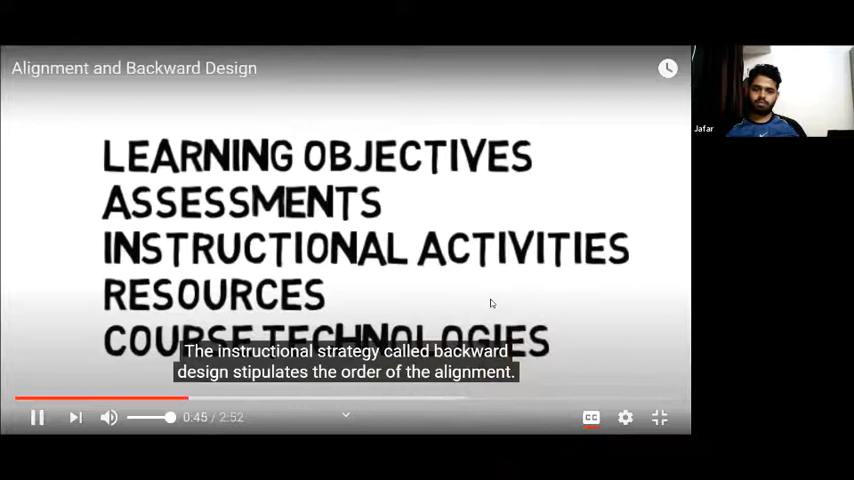 Alignment and Backward Design
LEARNING OBJECTIVES
ASSESSMENTS
INSTRUCTIONAL ACTIVITIES
RESOURCES
COURSE TECHNOLOGIES
The instructional strategy called backward
design stipulates the order of the alignment.
0:45 / 2:52
CC
Jafar